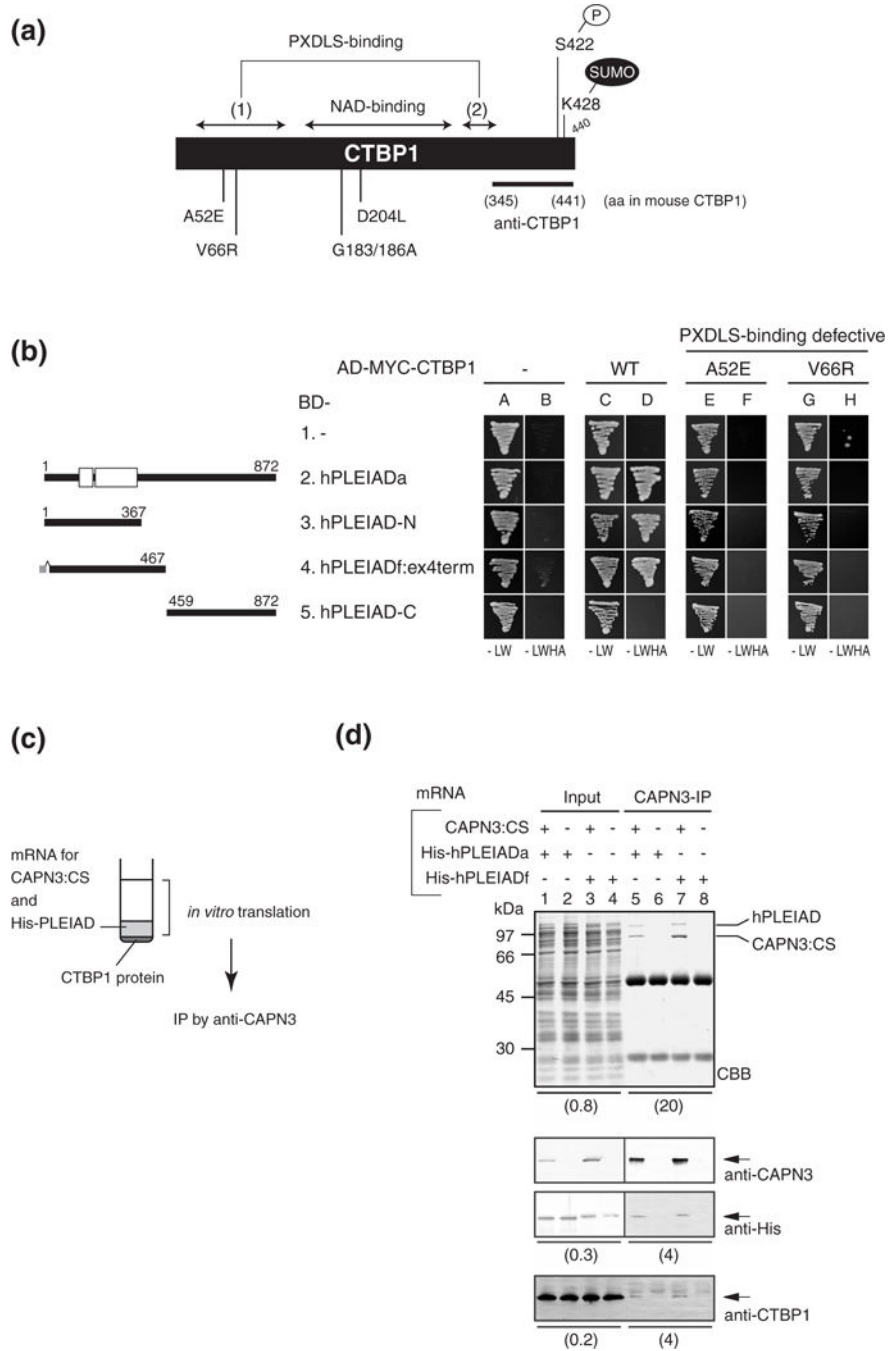 (a)
P
S422
PXDLS-binding
SUMO
(1) NAD-binding (2)
K428
440
CTBP1
A52E D204L (345) (441) (aa in mouse CTBP1)
V66R G183/186A anti-CTBP1
(b)
PXDLS-binding defective
AD-MYC-CTBP1 - WT A52E V66R
BD- A B C D E F G H
1. -
1 872 2. hPLEIADa
1 367 3. hPLEIAD-N
467 4. hPLEIADf:ex4term
459 872 5. hPLEIAD-C
- LW - LWHA - LW - LWHA - LW - LWHA - LW - LWHA
(c)
mRNA for
CAPN3:CS
and
His-PLEIAD
CTBP1 protein
in vitro translation
IP by anti-CAPN3
(d)
mRNA Input CAPN3-IP
CAPN3:CS + - + - + - + -
His-hPLEIADa + + - - + + - -
His-hPLEIADf - - + + - - + +
kDa 1 2 3 4 5 6 7 8
hPLEIAD
97 CAPN3:CS
66
45
30
CBB
(0.8) (20)
anti-CAPN3
anti-His
(0.3) (4)
anti-CTBP1
(0.2) (4)